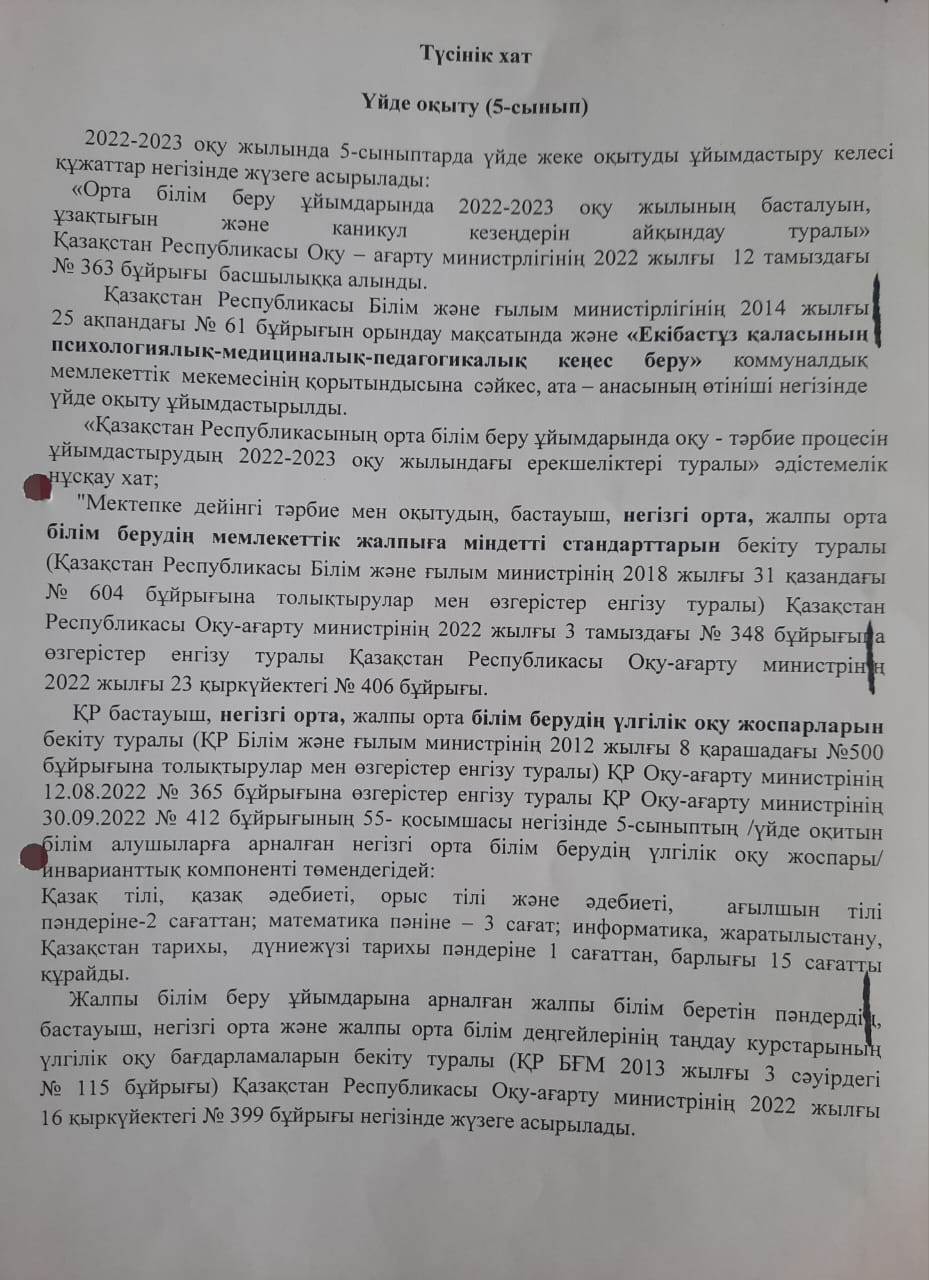 Түсінік хат
Үйде оқыту (5-сынып)
2022-2023 оқу жылында 5-сыныптарда үйде жеке оқытуды ұйымдастыру келесі
құжаттар негізінде жүзеге асырылады:
«Орта білім беру ұйымдарында 2022-2023 оқу жылының басталуын,
ұзақтығын және каникул кезеңдерін айқындау туралы»
Қазақстан Республикасы Оқу – ағарту министрлігінің 2022 жылғы 12 тамыздағы
№ 363 бұйрығы басшылыққа алынды.
Қазақстан Республикасы Білім және ғылым министірлігінің 2014 жылғы
25 ақпандағы № 61 бұйрығын орындау мақсатында және «Екібастұз қаласының
психологиялық-медициналық-педагогикалық кеңес беру» коммуналдық
мемлекеттік мекемесінің қорытындысына сәйкес, ата – анасының өтініші негізінде
үйде оқыту ұйымдастырылды.
«Қазақстан Республикасының орта білім беру ұйымдарында оқу - тәрбие процесін
ұйымдастырудың 2022-2023 оқу жылындағы ерекшеліктері туралы» әдістемелік
нұсқау хат;
"Мектепке дейінгі тәрбие мен оқытудың, бастауыш, негізгі орта, жалпы орта
білім берудің мемлекеттік жалпыға міндетті стандарттарын бекіту туралы
(Қазақстан Республикасы Білім және ғылым министрінің 2018 жылғы 31 қазандағы
№ 604 бұйрығына толықтырулар мен өзгерістер енгізу туралы) Қазақстан
Республикасы Оқу-ағарту министрінің 2022 жылғы 3 тамыздағы № 348 бұйрығына
өзгерістер енгізу туралы Қазақстан Республикасы Оқу-ағарту министрінің
2022 жылғы 23 қыркүйектегі № 406 бұйрығы.
ҚР бастауыш, негізгі орта, жалпы орта білім берудің үлгілік оқу жоспарларын
бекіту туралы (ҚР Білім және ғылым министрінің 2012 жылғы 8 қарашадағы №500
бұйрығына толықтырулар мен өзгерістер енгізу туралы) ҚР Оқу-ағарту министрінің
12.08.2022 № 365 бұйрығына өзгерістер енгізу туралы ҚР Оқу-ағарту министрінің
30.09.2022 № 412 бұйрығының 55- қосымшасы негізінде 5-сыныптың /үйде оқитын
білім алушыларға арналған негізгі орта білім берудің үлгілік оқу жоспары/
инварианттық компоненті төмендегідей:
Қазақ тілі, қазақ әдебиеті, орыс тілі және әдебиеті, ағылшын тілі
пәндеріне-2 сағаттан; математика пәніне – 3 сағат; информатика, жаратылыстану,
Қазақстан тарихы, дүниежүзі тарихы пәндеріне 1 сағаттан, барлығы 15 сағатты
құрайды.
Жалпы білім беру ұйымдарына арналған жалпы білім беретін пәндердің,
бастауыш, негізгі орта және жалпы орта білім деңгейлерінің таңдау курстарының
үлгілік оқу бағдарламаларын бекіту туралы (ҚР БҒМ 2013 жылғы 3 сәуірдегі
№ 115 бұйрығы) Қазақстан Республикасы Оқу-ағарту министрінің 2022 жылғы
16 қыркүйектегі № 399 бұйрығы негізінде жүзеге асырылады.